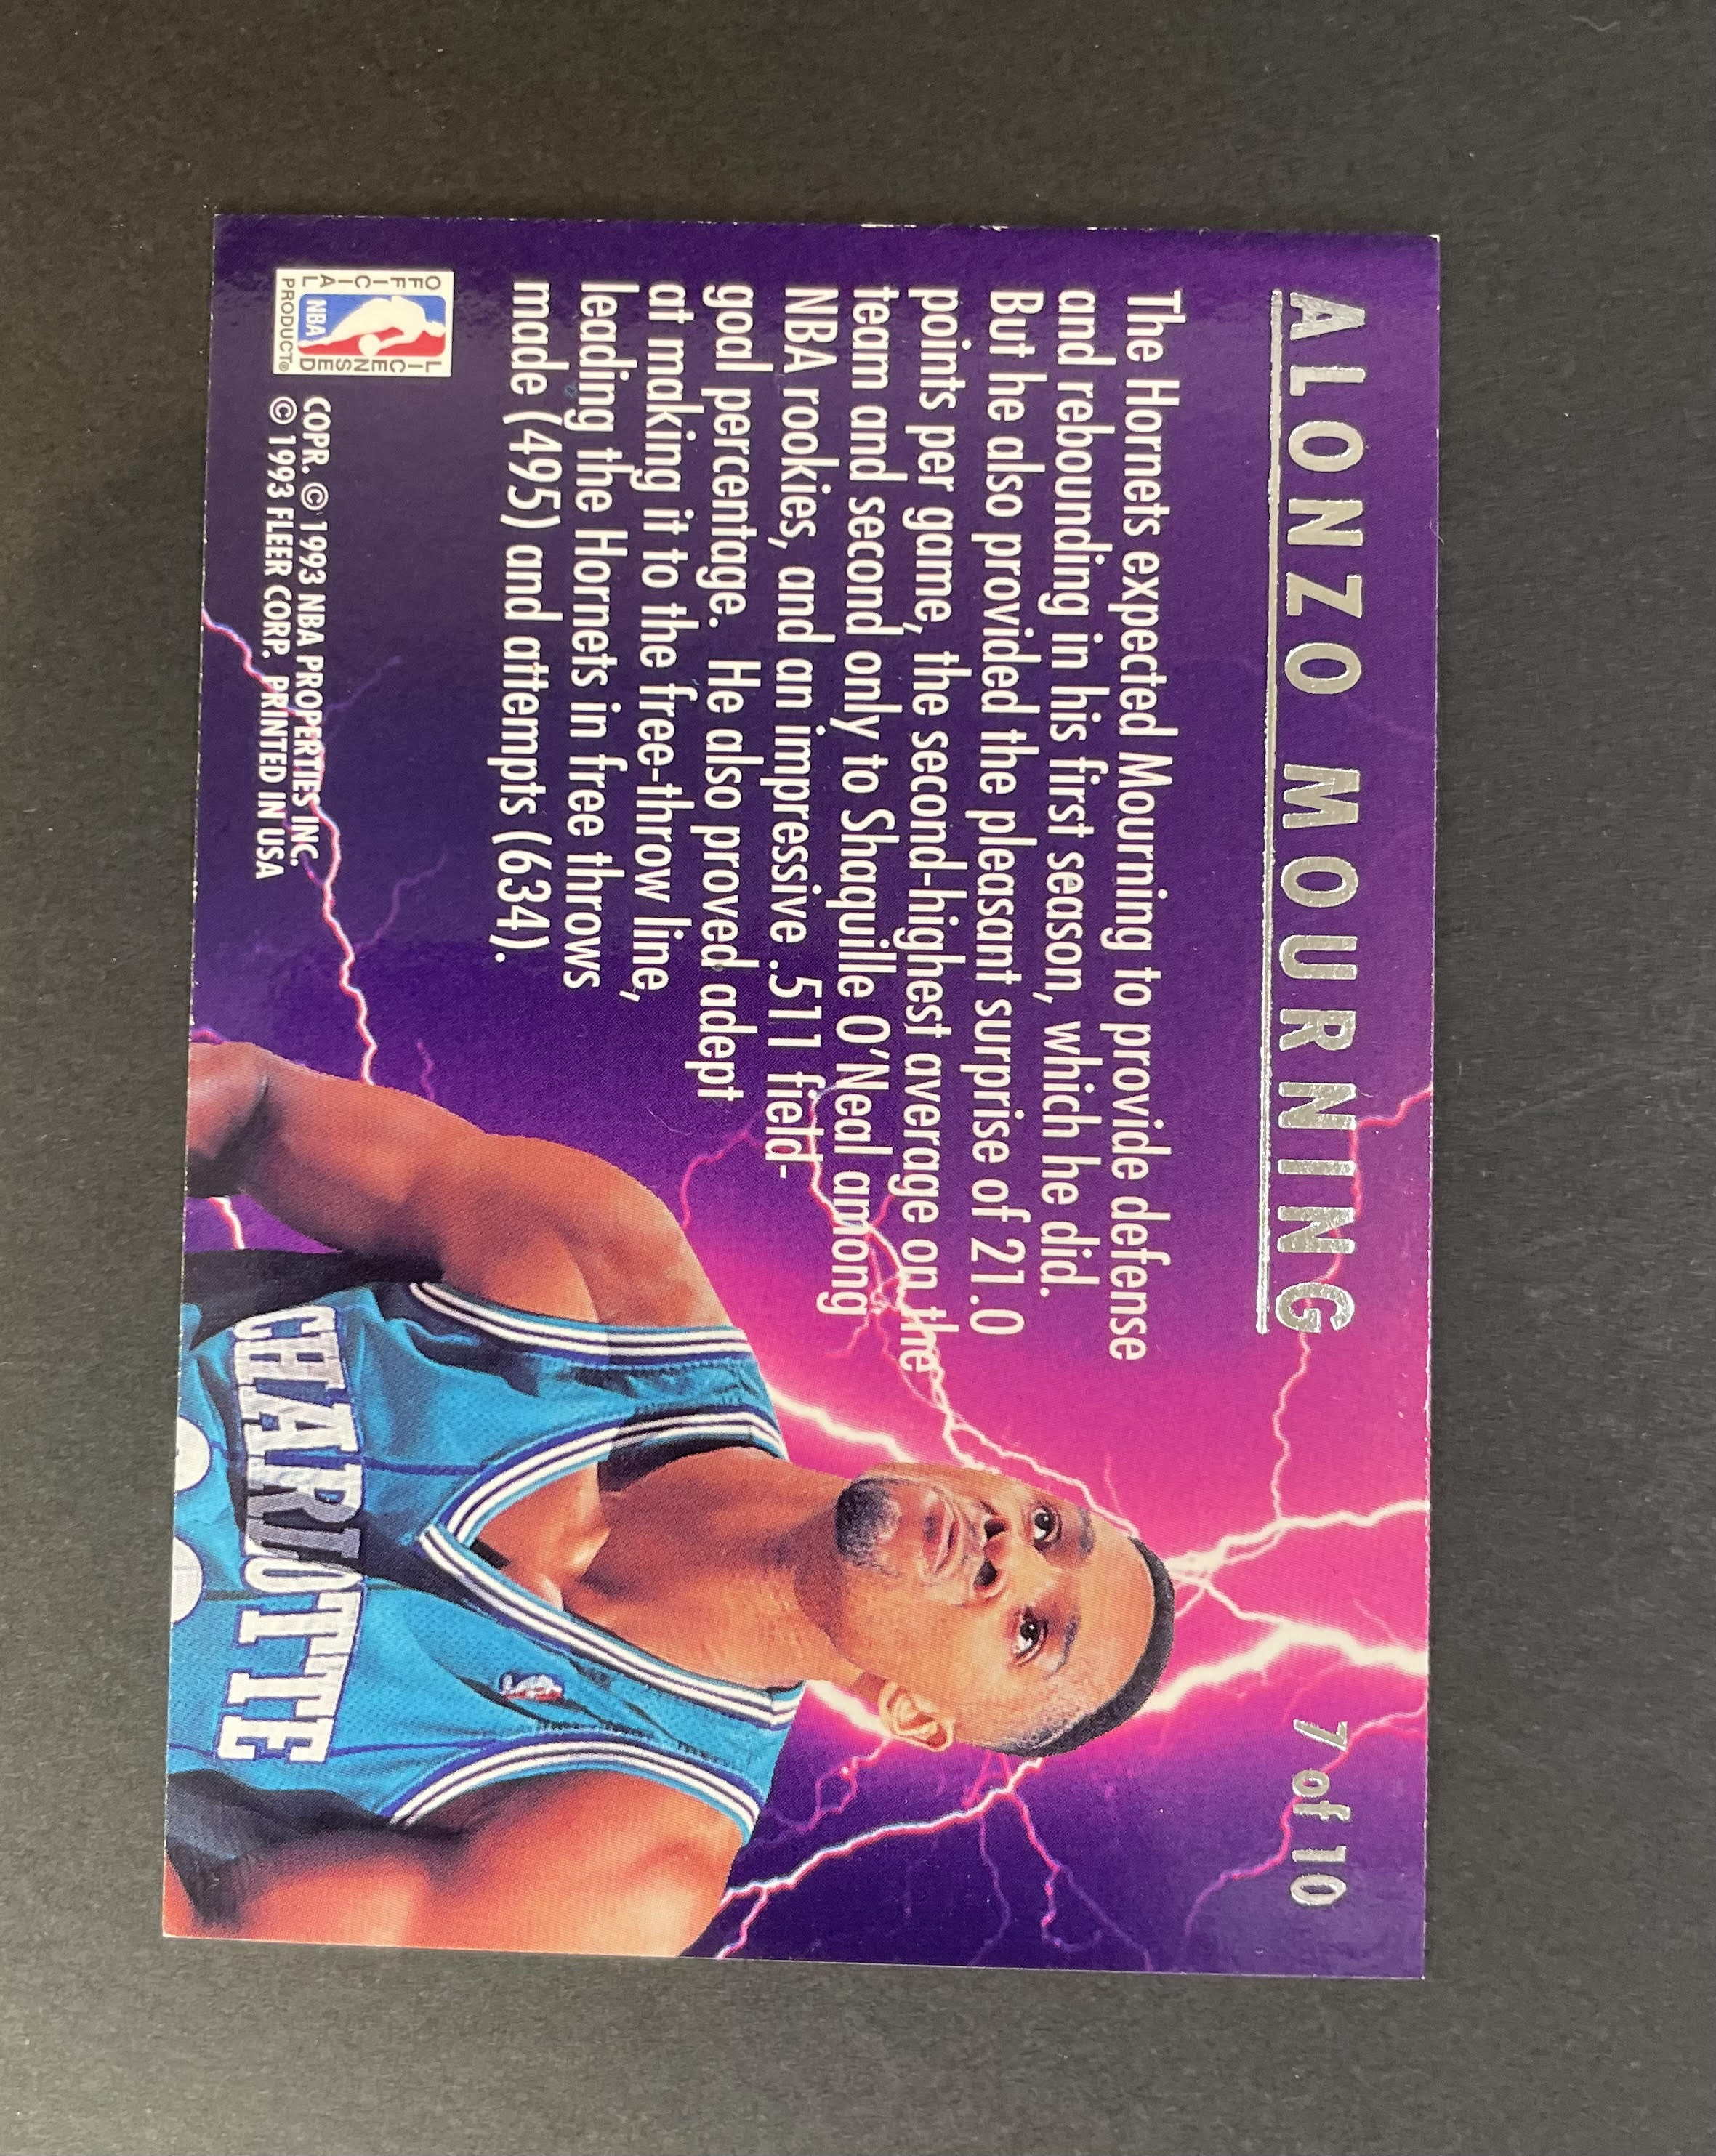 ALONZO MOURNING
7 of 10
The Hornets expected Mourning to provide defense
and rebounding in his first season, which he did.
But he also provided the pleasant surprise of 21.0
points per game, the second-highest average on the
team and second only to Shaquille O'Neal among
NBA rookies, and an impressive .511 field-
goal percentage. He also proved adept
at making it to the free-throw line,
leading the Hornets in free throws
made (495) and attempts (634).
OFFICIAL
LICENSED
NBA
PRODUCT®
COPR. © 1993 NBA PROPERTIES INC.
© 1993 FLEER CORP. PRINTED IN USA
CHARLOTTE